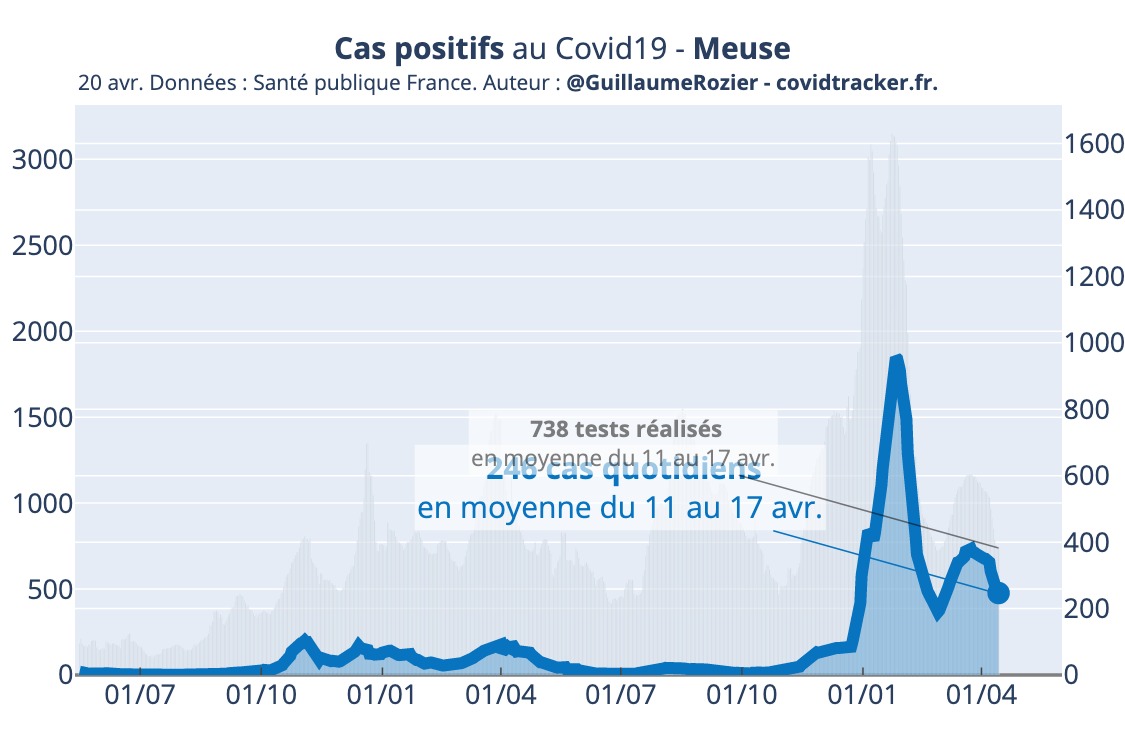 Cas positifs au Covid19 - Meuse
20 avr. Données : Santé publique France. Auteur : @GuillaumeRozier - covidtracker.fr.
3000
2500
2000
1500
1000
500
0
1600
1400
1200
1000
800
600
400
200
0
738 tests réalisés
en moyenne du 11 au 17 avr.
246 cas quotidiens
en moyenne du 11 au 17 avr.
01/07 01/10 01/01 01/04 01/07 01/10 01/01 01/04